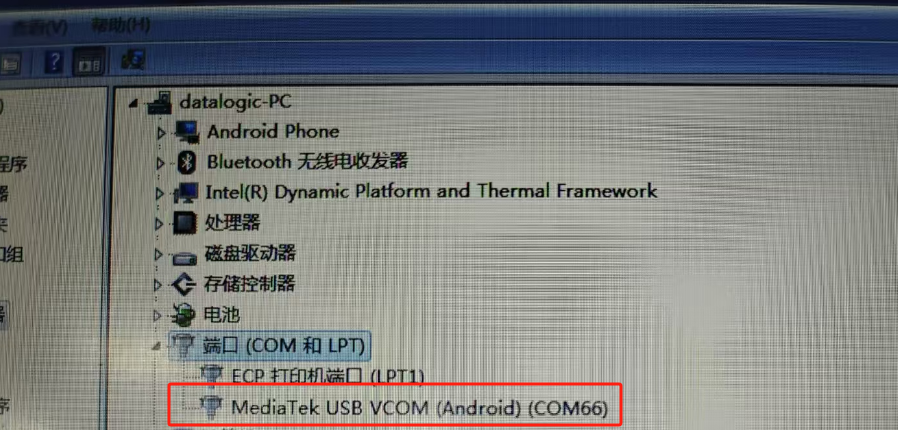 查看(V) 帮助(H)
datalogic-PC
Android Phone
Bluetooth 无线电收发器
程序
Intel(R) Dynamic Platform and Thermal Framework
处理器
磁盘驱动器
和组
存储控制器
电池
端口 (COM 和 LPT)
ECP 打印机端口 (LPT1)
MediaTek USB VCOM (Android) (COM66)